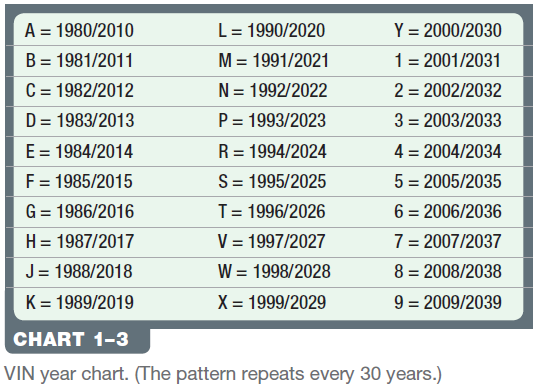 A = 1980/2010 L = 1990/2020 Y = 2000/2030
B = 1981/2011 M = 1991/2021 1 = 2001/2031
C = 1982/2012 N = 1992/2022 2 = 2002/2032
D = 1983/2013 P = 1993/2023 3 = 2003/2033
E = 1984/2014 R = 1994/2024 4 = 2004/2034
F = 1985/2015 S = 1995/2025 5 = 2005/2035
G = 1986/2016 T = 1996/2026 6 = 2006/2036
H = 1987/2017 V = 1997/2027 7 = 2007/2037
J = 1988/2018 W = 1998/2028 8 = 2008/2038
K = 1989/2019 X = 1999/2029 9 = 2009/2039
CHART 1–3
VIN year chart. (The pattern repeats every 30 years.)